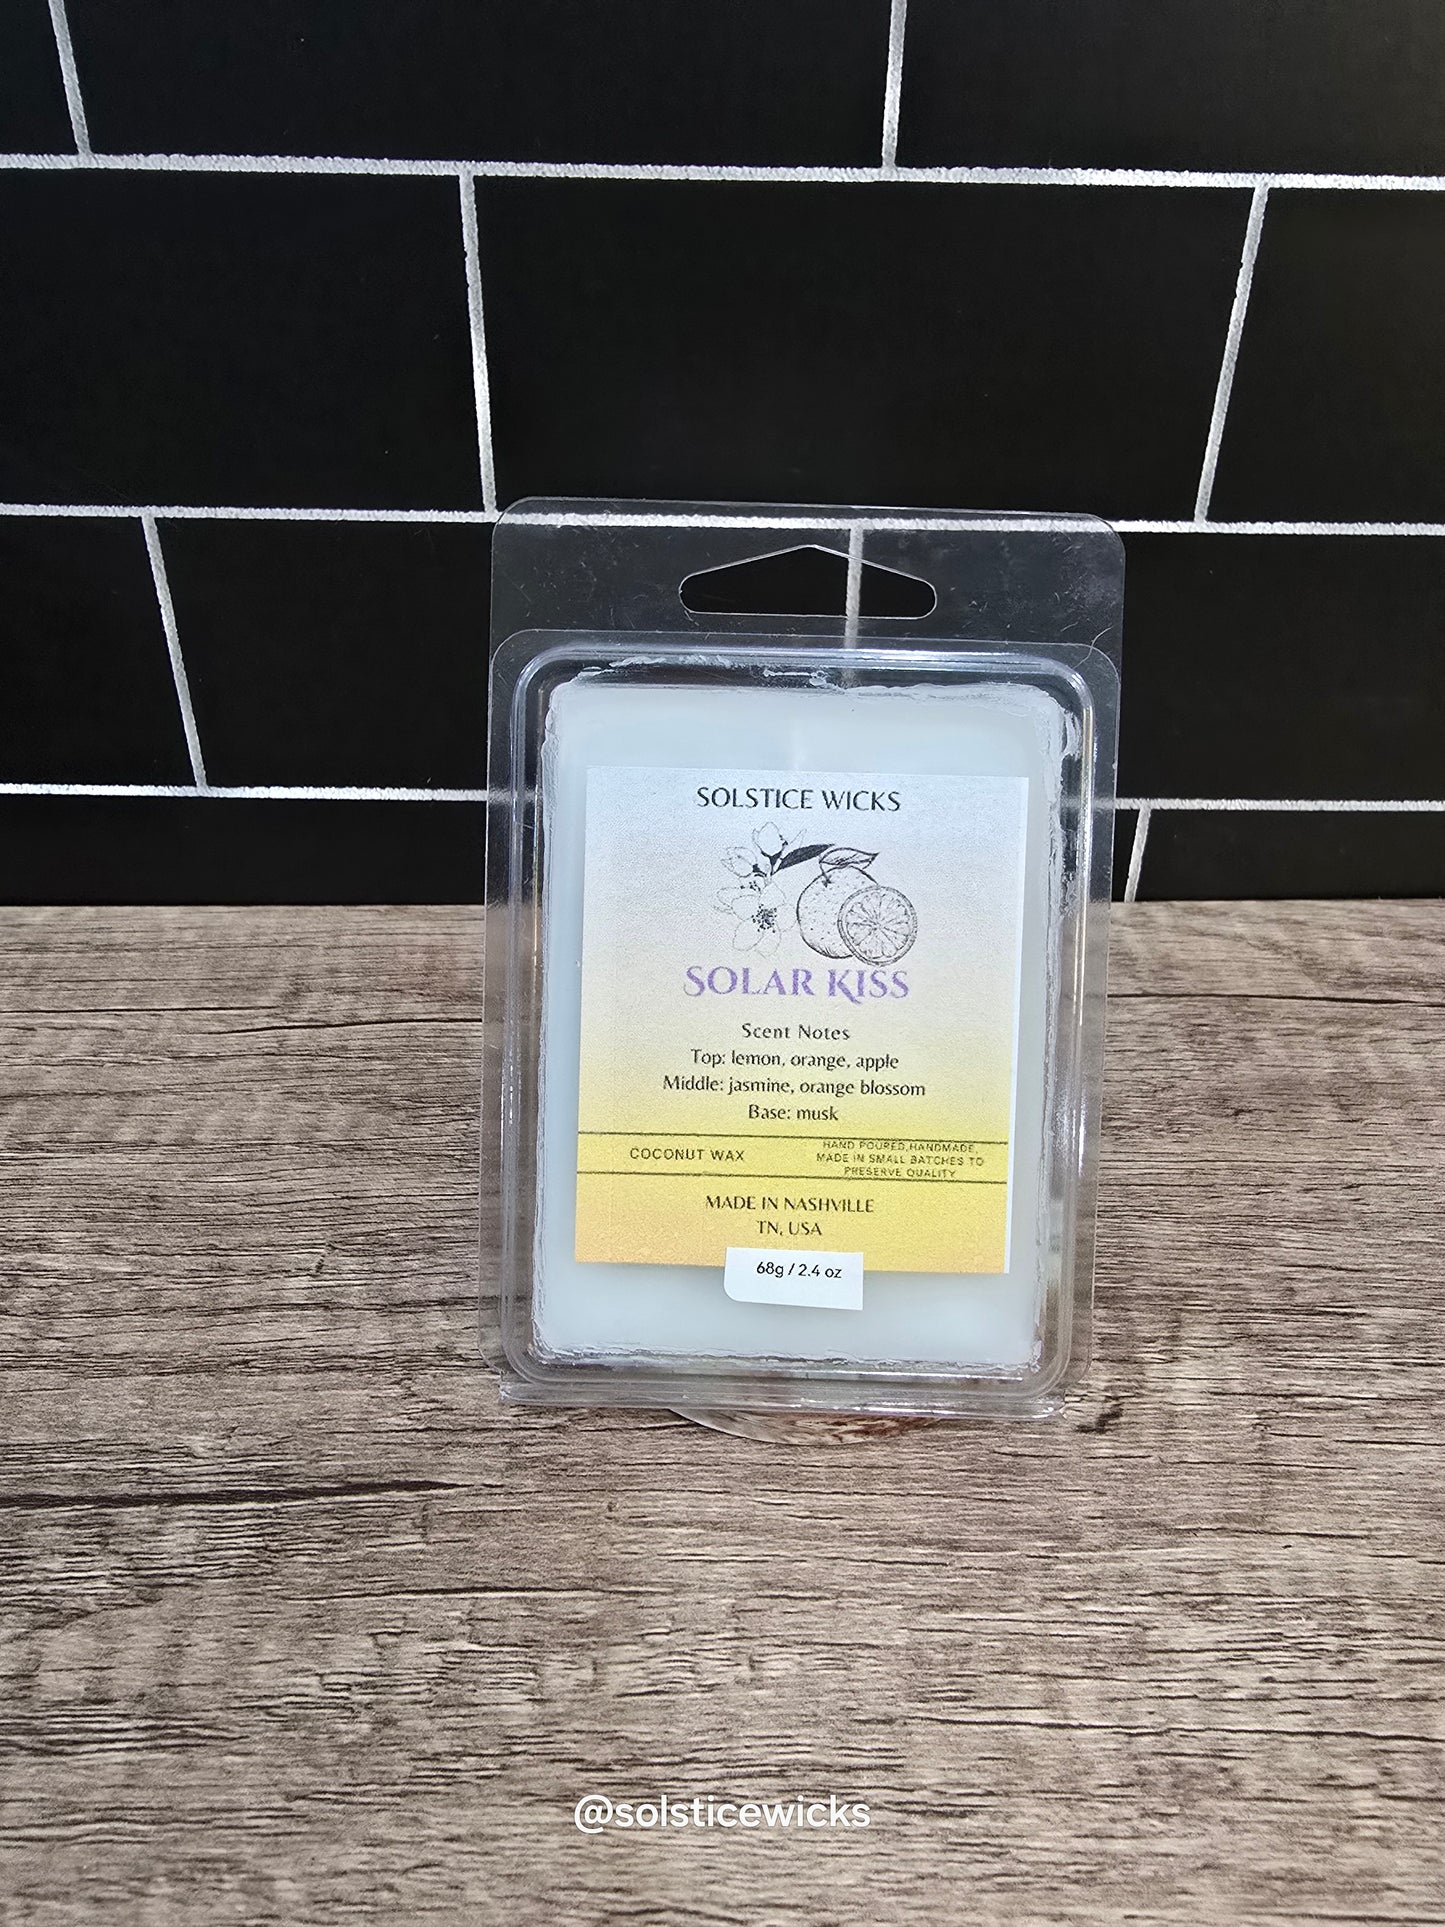 SOLSTICE WICKS
SOLAR KISS
Scent Notes
Top: lemon, orange, apple
Middle: jasmine, orange blossom
Base: musk
COCONUT WAX
HAND POURED,HANDMADE,
MADE IN SMALL BATCHES TO
PRESERVE QUALITY
MADE IN NASHVILLE
TN, USA
68g / 2.4 oz
@solsticewicks